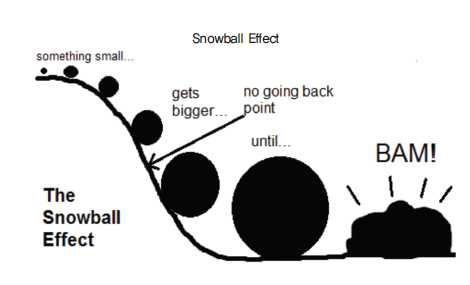 Snowball Effect
something small...
gets
bigger...
no going back
point
until...
BAM!
The
Snowball
Effect